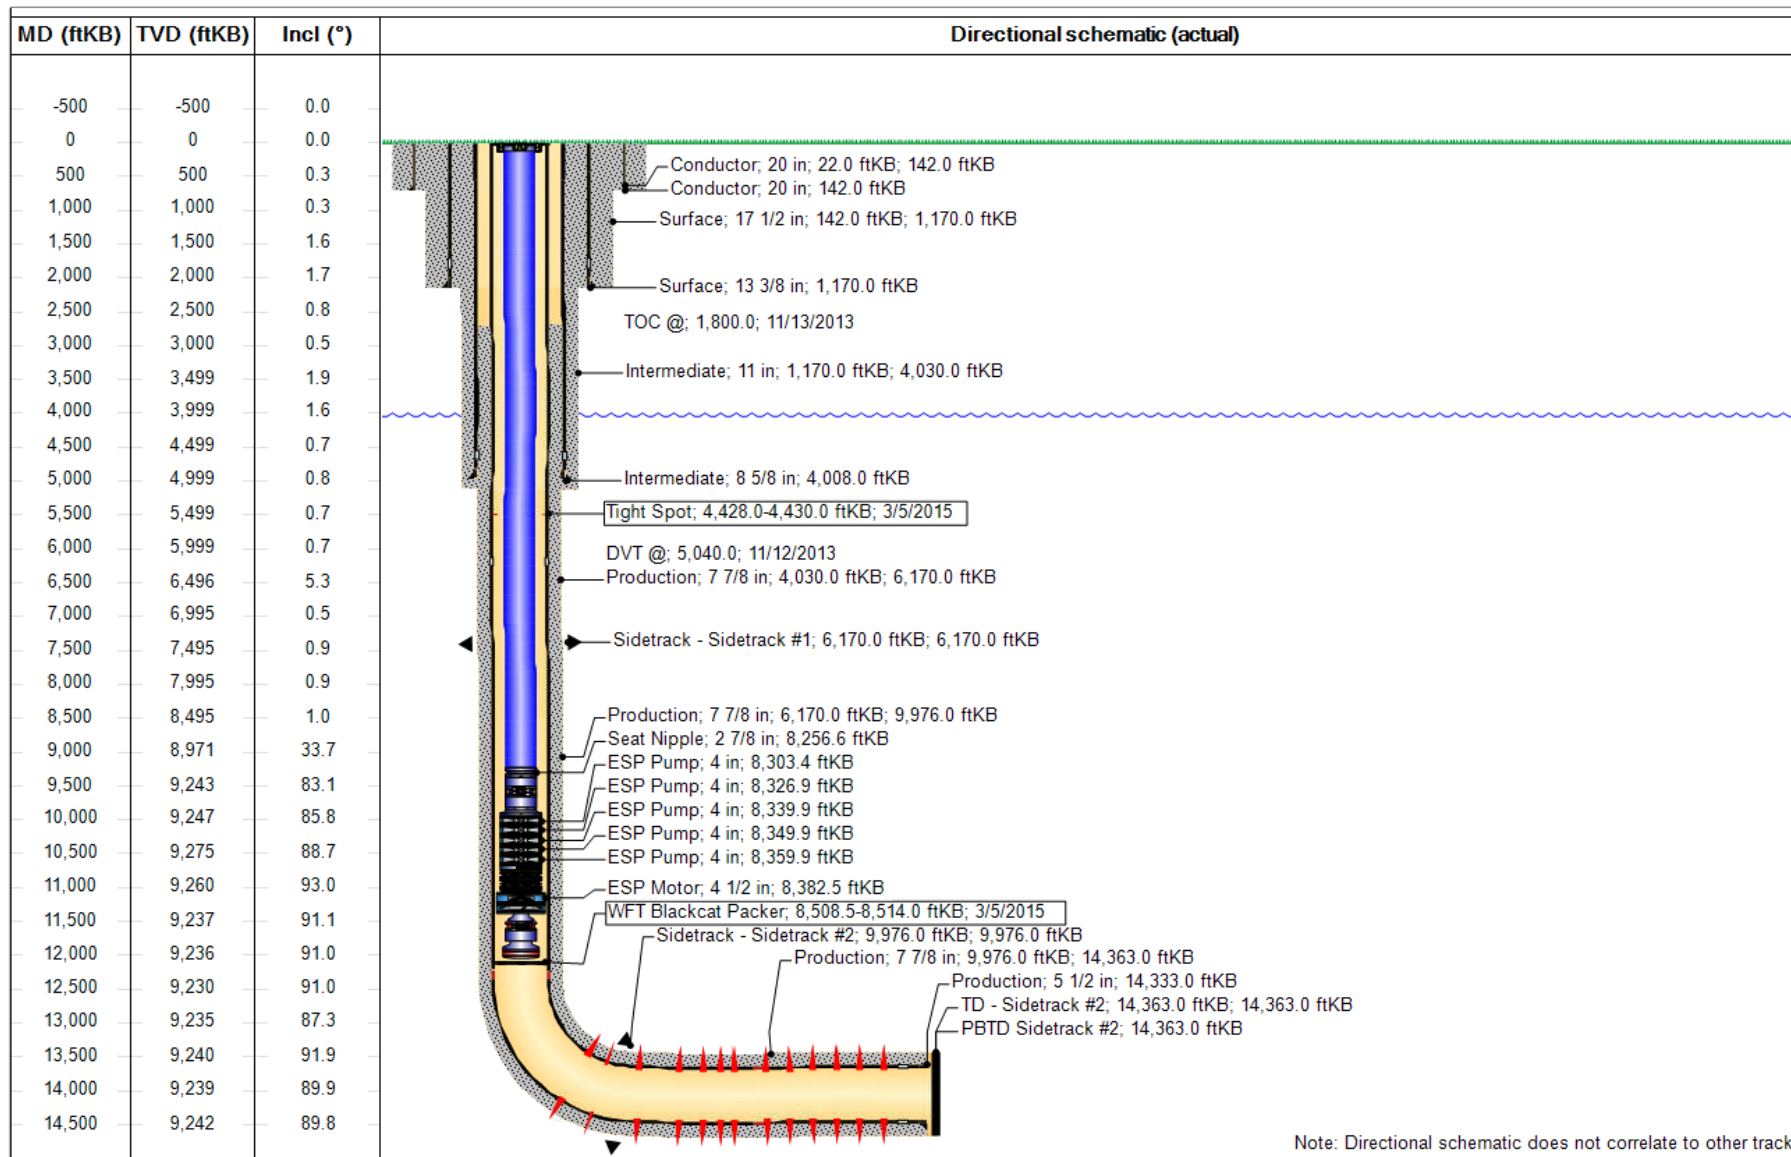 MD (ftKB) TVD (ftKB) Incl (°) Directional schematic (actual)
-500 -500 0.0
0 0 0.0
500 500 0.3
1,000 1,000 0.3
1,500 1,500 1.6
2,000 2,000 1.7
2,500 2,500 0.8
3,000 3,000 0.5
3,500 3,499 1.9
4,000 3,999 1.6
4,500 4,499 0.7
5,000 4,999 0.8
5,500 5,499 0.7
6,000 5,999 0.7
6,500 6,496 5.3
7,000 6,995 0.5
7,500 7,495 0.9
8,000 7,995 0.9
8,500 8,495 1.0
9,000 8,971 33.7
9,500 9,243 83.1
10,000 9,247 85.8
10,500 9,275 88.7
11,000 9,260 93.0
11,500 9,237 91.1
12,000 9,236 91.0
12,500 9,230 91.0
13,000 9,235 87.3
13,500 9,240 91.9
14,000 9,239 89.9
14,500 9,242 89.8
Conductor; 20 in; 22.0 ftKB; 142.0 ftKB
Conductor; 20 in; 142.0 ftKB
Surface; 17 1/2 in; 142.0 ftKB; 1,170.0 ftKB
Surface; 13 3/8 in; 1,170.0 ftKB
TOC @; 1,800.0; 11/13/2013
Intermediate; 11 in; 1,170.0 ftKB; 4,030.0 ftKB
Intermediate; 8 5/8 in; 4,008.0 ftKB
Tight Spot; 4,428.0-4,430.0 ftKB; 3/5/2015
DVT @; 5,040.0; 11/12/2013
Production; 7 7/8 in; 4,030.0 ftKB; 6,170.0 ftKB
Sidetrack - Sidetrack #1; 6,170.0 ftKB; 6,170.0 ftKB
Production; 7 7/8 in; 6,170.0 ftKB; 9,976.0 ftKB
Seat Nipple; 2 7/8 in; 8,256.6 ftKB
ESP Pump; 4 in; 8,303.4 ftKB
ESP Pump; 4 in; 8,326.9 ftKB
ESP Pump; 4 in; 8,339.9 ftKB
ESP Pump; 4 in; 8,349.9 ftKB
ESP Pump; 4 in; 8,359.9 ftKB
ESP Motor; 4 1/2 in; 8,382.5 ftKB
WFT Blackcat Packer; 8,508.5-8,514.0 ftKB; 3/5/2015
Sidetrack - Sidetrack #2; 9,976.0 ftKB; 9,976.0 ftKB
Production; 7 7/8 in; 9,976.0 ftKB; 14,363.0 ftKB
Production; 5 1/2 in; 14,333.0 ftKB
TD - Sidetrack #2; 14,363.0 ftKB; 14,363.0 ftKB
PBTD Sidetrack #2; 14,363.0 ftKB
Note: Directional schematic does not correlate to other track